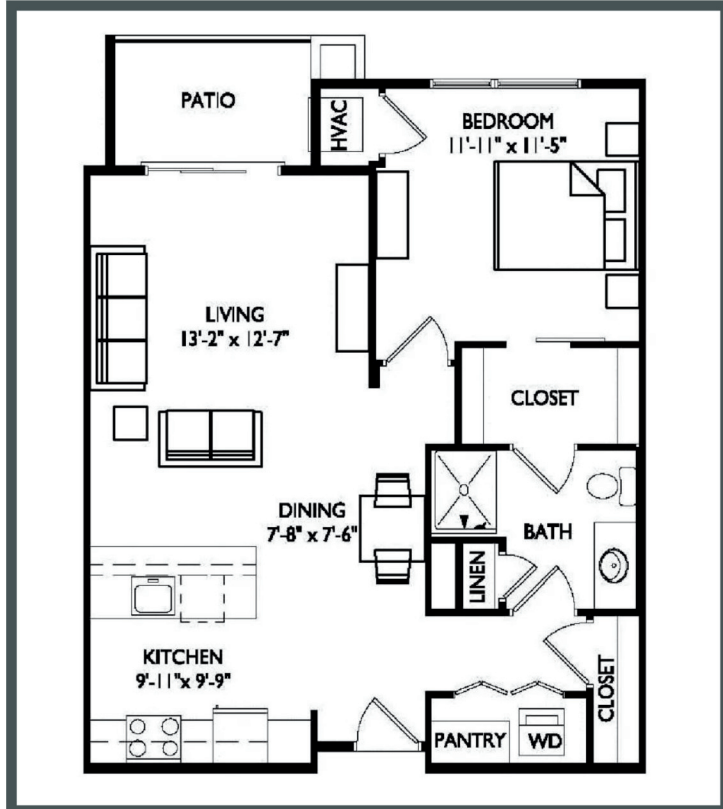 PATIO
HVAC
BEDROOM
11'-11" x 11'-5"
LIVING
13'-2" x 12'-7"
CLOSET
DINING
7'-8" x 7'-6"
BATH
LINEN
KITCHEN
9'-11"x 9'-9"
CLOSET
PANTRY
WD